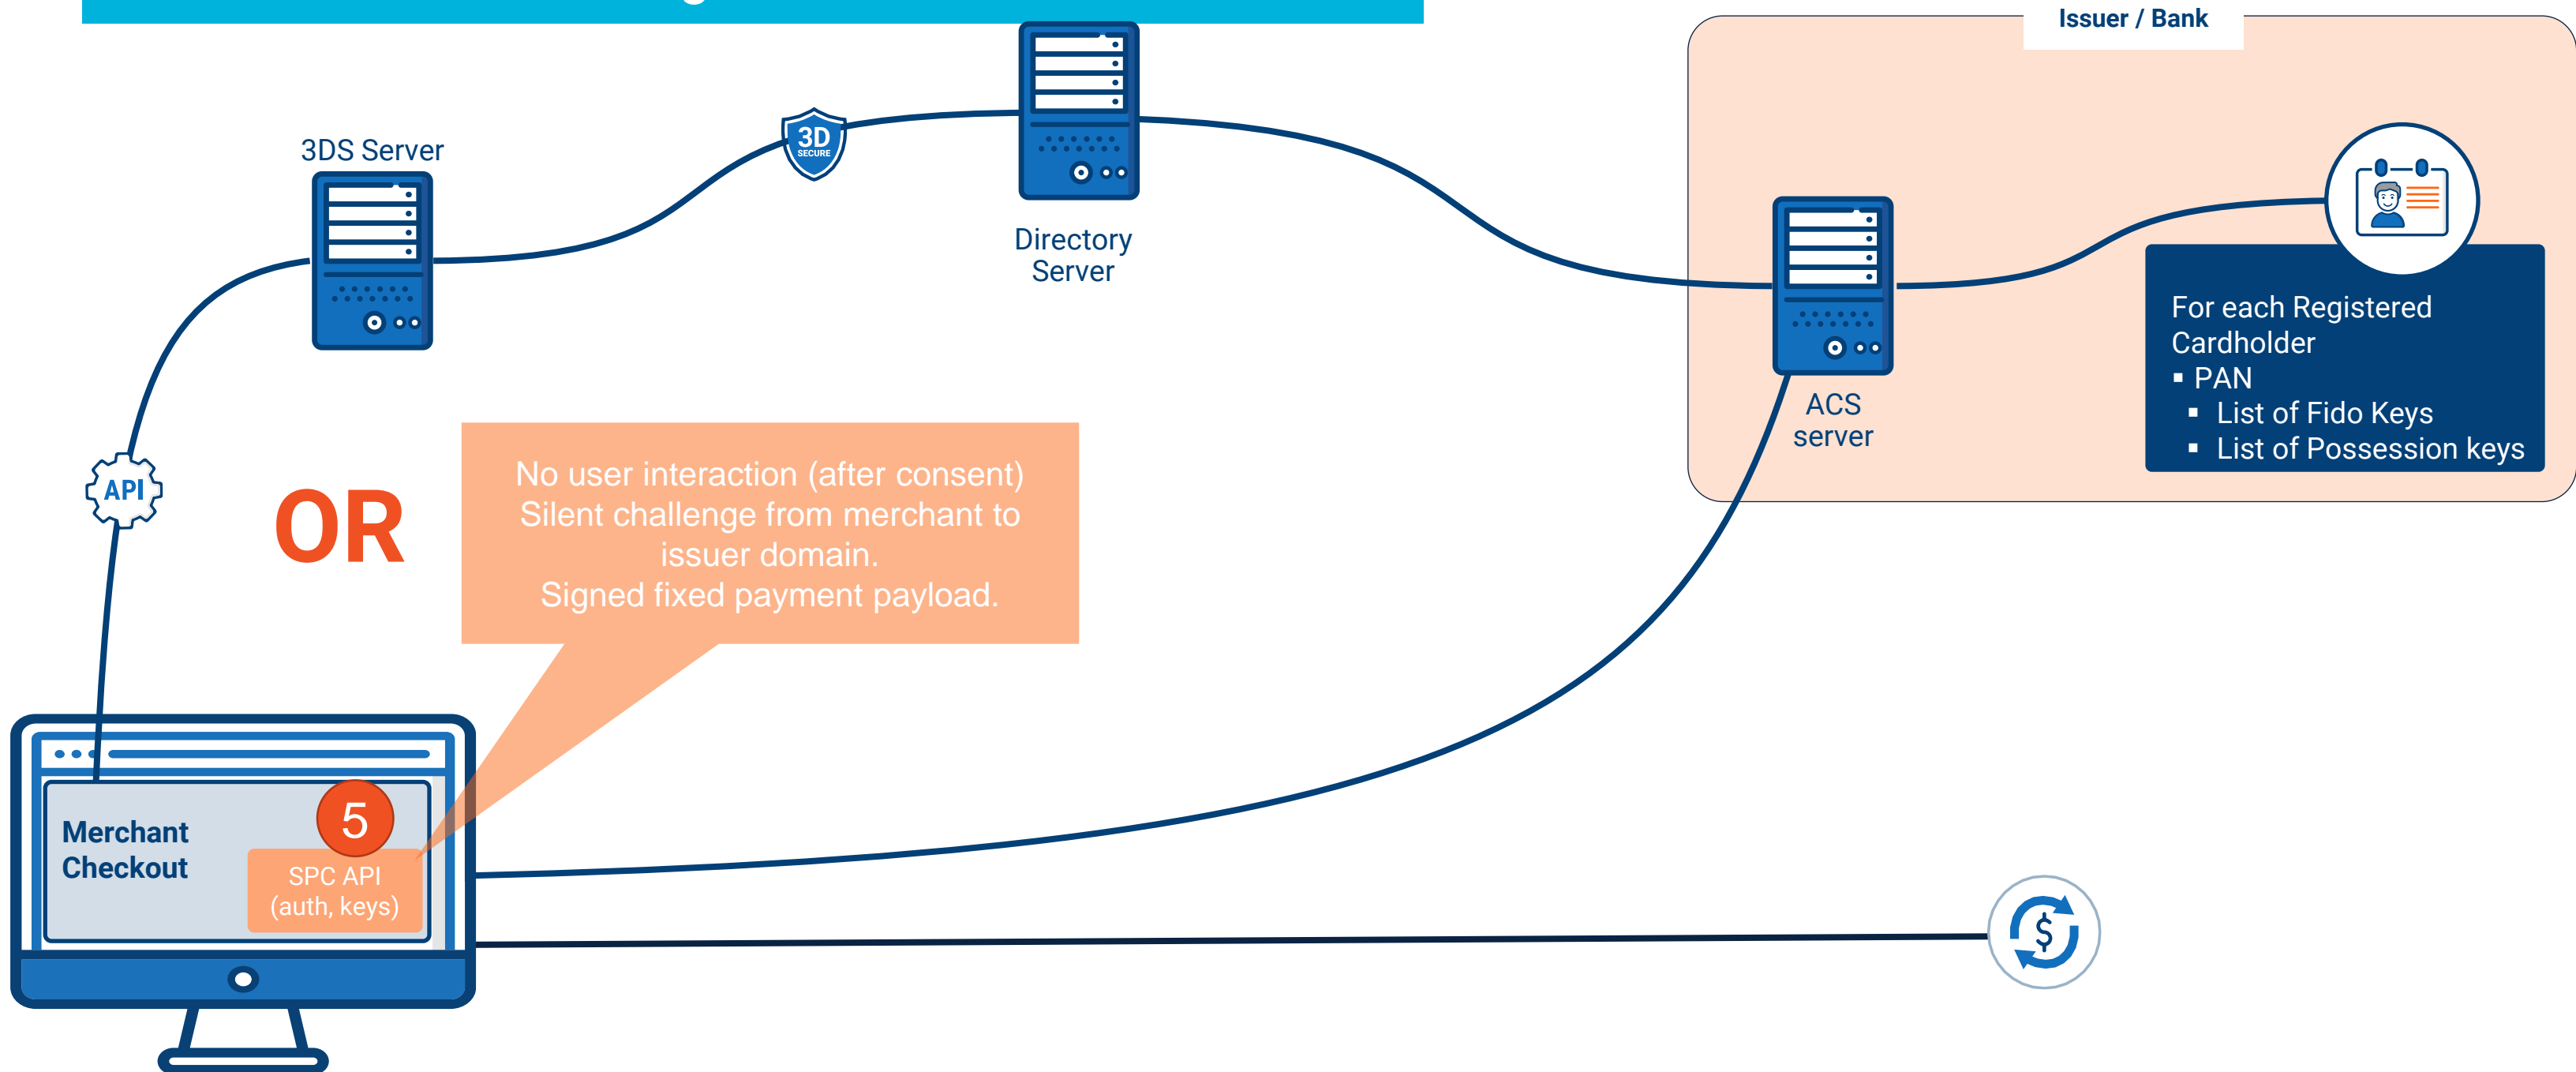 Issuer / Bank
3DS Server
3D
SECURE
Directory
Server
For each Registered
Cardholder
▪ PAN
▪ List of Fido Keys
▪ List of Possession keys
ACS
server
API
OR
No user interaction (after consent)
Silent challenge from merchant to
issuer domain.
Signed fixed payment payload.
5
Merchant
Checkout
SPC API
(auth, keys)
$